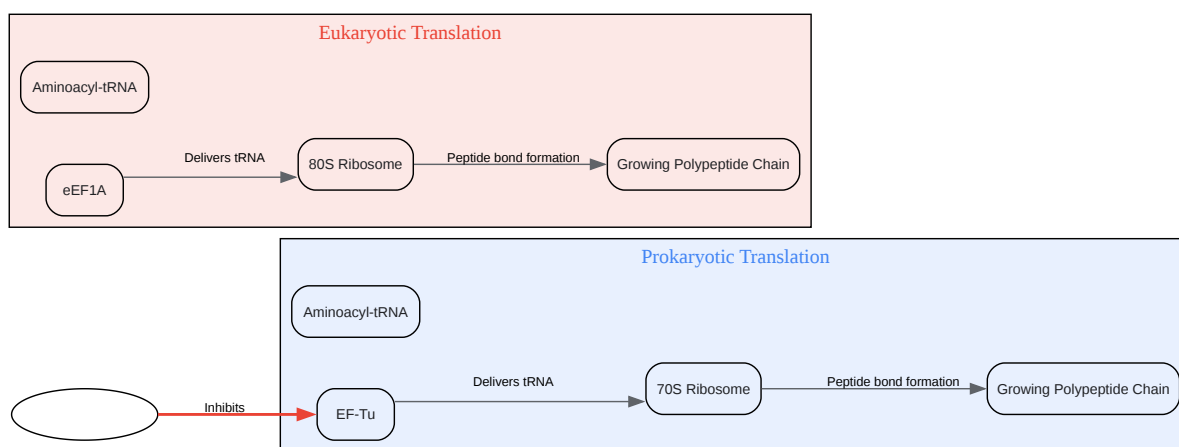 Eukaryotic Translation
Aminoacyl-tRNA
Delivers tRNA
80S Ribosome
Peptide bond formation
Growing Polypeptide Chain
eEF1A
Prokaryotic Translation
Aminoacyl-tRNA
Delivers tRNA
70S Ribosome
Peptide bond formation
Growing Polypeptide Chain
Inhibits
EF-Tu